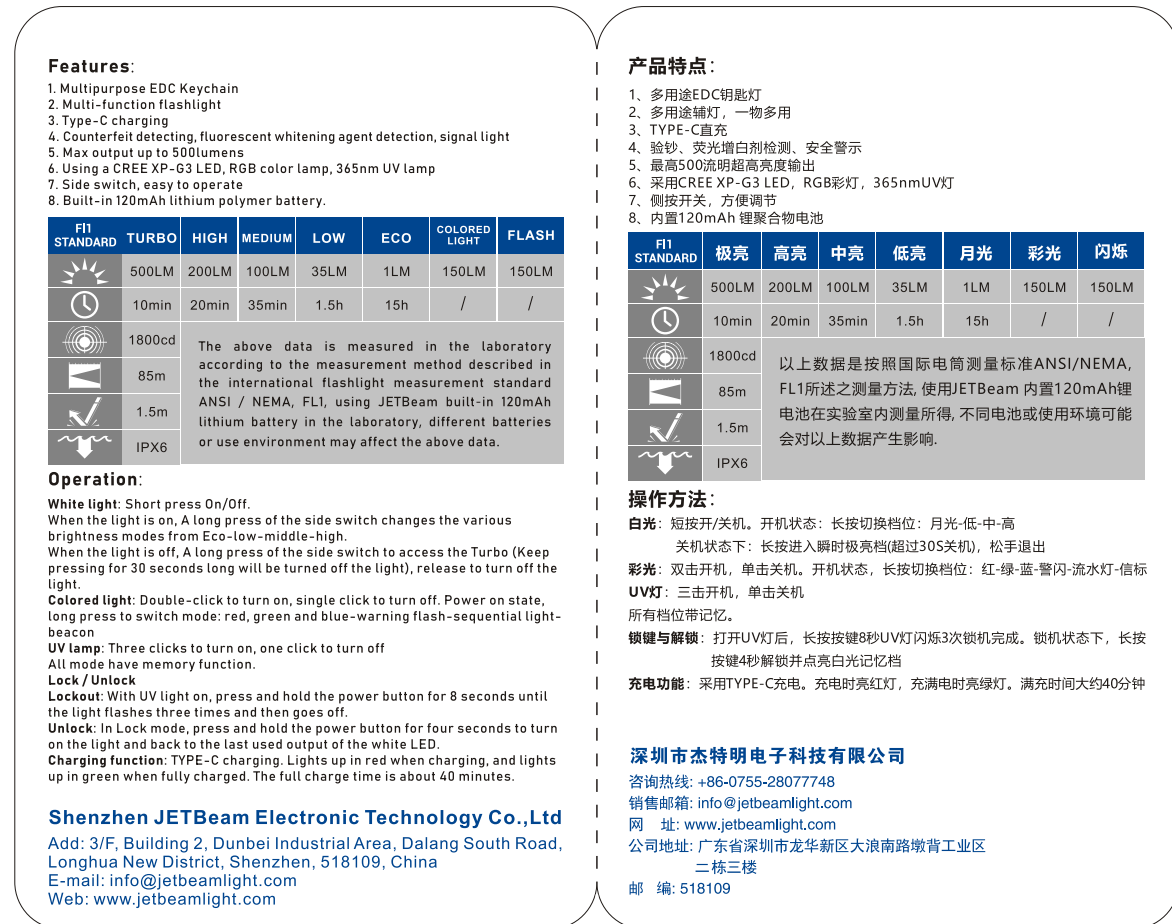 Features:
1. Multipurpose EDC Keychain
2. Multi-function flashlight
3. Type-C charging
4. Counterfeit detecting, fluorescent whitening agent detection, signal light
5. Max output up to 500lumens
6. Using a CREE XP-G3 LED, RGB color lamp, 365nm UV lamp
7. Side switch, easy to operate
8. Built-in 120mAh lithium polymer battery.
Fl1 STANDARD TURBO HIGH MEDIUM LOW ECO COLORED LIGHT FLASH
500LM 200LM 100LM 35LM 1LM 150LM 150LM
10min 20min 35min 1.5h 15h / /
1800cd
85m
1.5m
IPX6
The above data is measured in the laboratory
according to the measurement method described in
the international flashlight measurement standard
ANSI / NEMA, FL1, using JETBeam built-in 120mAh
lithium battery in the laboratory, different batteries
or use environment may affect the above data.
Operation:
White light: Short press On/Off.
When the light is on, A long press of the side switch changes the various
brightness modes from Eco-low-middle-high.
When the light is off, A long press of the side switch to access the Turbo (Keep
pressing for 30 seconds long will be turned off the light), release to turn off the
light.
Colored light: Double-click to turn on, single click to turn off. Power on state,
long press to switch mode: red, green and blue-warning flash-sequential light-
beacon
UV lamp: Three clicks to turn on, one click to turn off
All mode have memory function.
Lock / Unlock
Lockout: With UV light on, press and hold the power button for 8 seconds until
the light flashes three times and then goes off.
Unlock: In Lock mode, press and hold the power button for four seconds to turn
on the light and back to the last used output of the white LED.
Charging function: TYPE-C charging. Lights up in red when charging, and lights
up in green when fully charged. The full charge time is about 40 minutes.
Shenzhen JETBeam Electronic Technology Co.,Ltd
Add: 3/F, Building 2, Dunbei Industrial Area, Dalang South Road,
Longhua New District, Shenzhen, 518109, China
E-mail: info@jetbeamlight.com
Web: www.jetbeamlight.com
产品特点：
1、多用途EDC钥匙灯
2、多用途辅灯，一物多用
3、TYPE-C直充
4、验钞、荧光增白剂检测、安全警示
5、最高500流明超高亮度输出
6、采用CREE XP-G3 LED，RGB彩灯，365nmUV灯
7、侧按开关，方便调节
8、内置120mAh 锂聚合物电池
Fl1 STANDARD 极亮 高亮 中亮 低亮 月光 彩光 闪烁
500LM 200LM 100LM 35LM 1LM 150LM 150LM
10min 20min 35min 1.5h 15h / /
1800cd
85m
1.5m
IPX6
以上数据是按照国际电筒测量标准ANSI/NEMA,
FL1所述之测量方法, 使用JETBeam 内置120mAh锂
电池在实验室内测量所得, 不同电池或使用环境可能
会对以上数据产生影响.
操作方法：
白光：短按开/关机。开机状态：长按切换档位：月光-低-中-高
关机状态下：长按进入瞬时极亮档(超过30S关机)，松手退出
彩光：双击开机，单击关机。开机状态，长按切换档位：红-绿-蓝-警闪-流水灯-信标
UV灯：三击开机，单击关机
所有档位带记忆。
锁键与解锁：打开UV灯后，长按按键8秒UV灯闪烁3次锁机完成。锁机状态下，长按
按键4秒解锁并点亮白光记忆档
充电功能：采用TYPE-C充电。充电时亮红灯，充满电时亮绿灯。满充时间大约40分钟
深圳市杰特明电子科技有限公司
咨询热线: +86-0755-28077748
销售邮箱: info@jetbeamlight.com
网 址: www.jetbeamlight.com
公司地址: 广东省深圳市龙华新区大浪南路墩背工业区
二栋三楼
邮 编: 518109